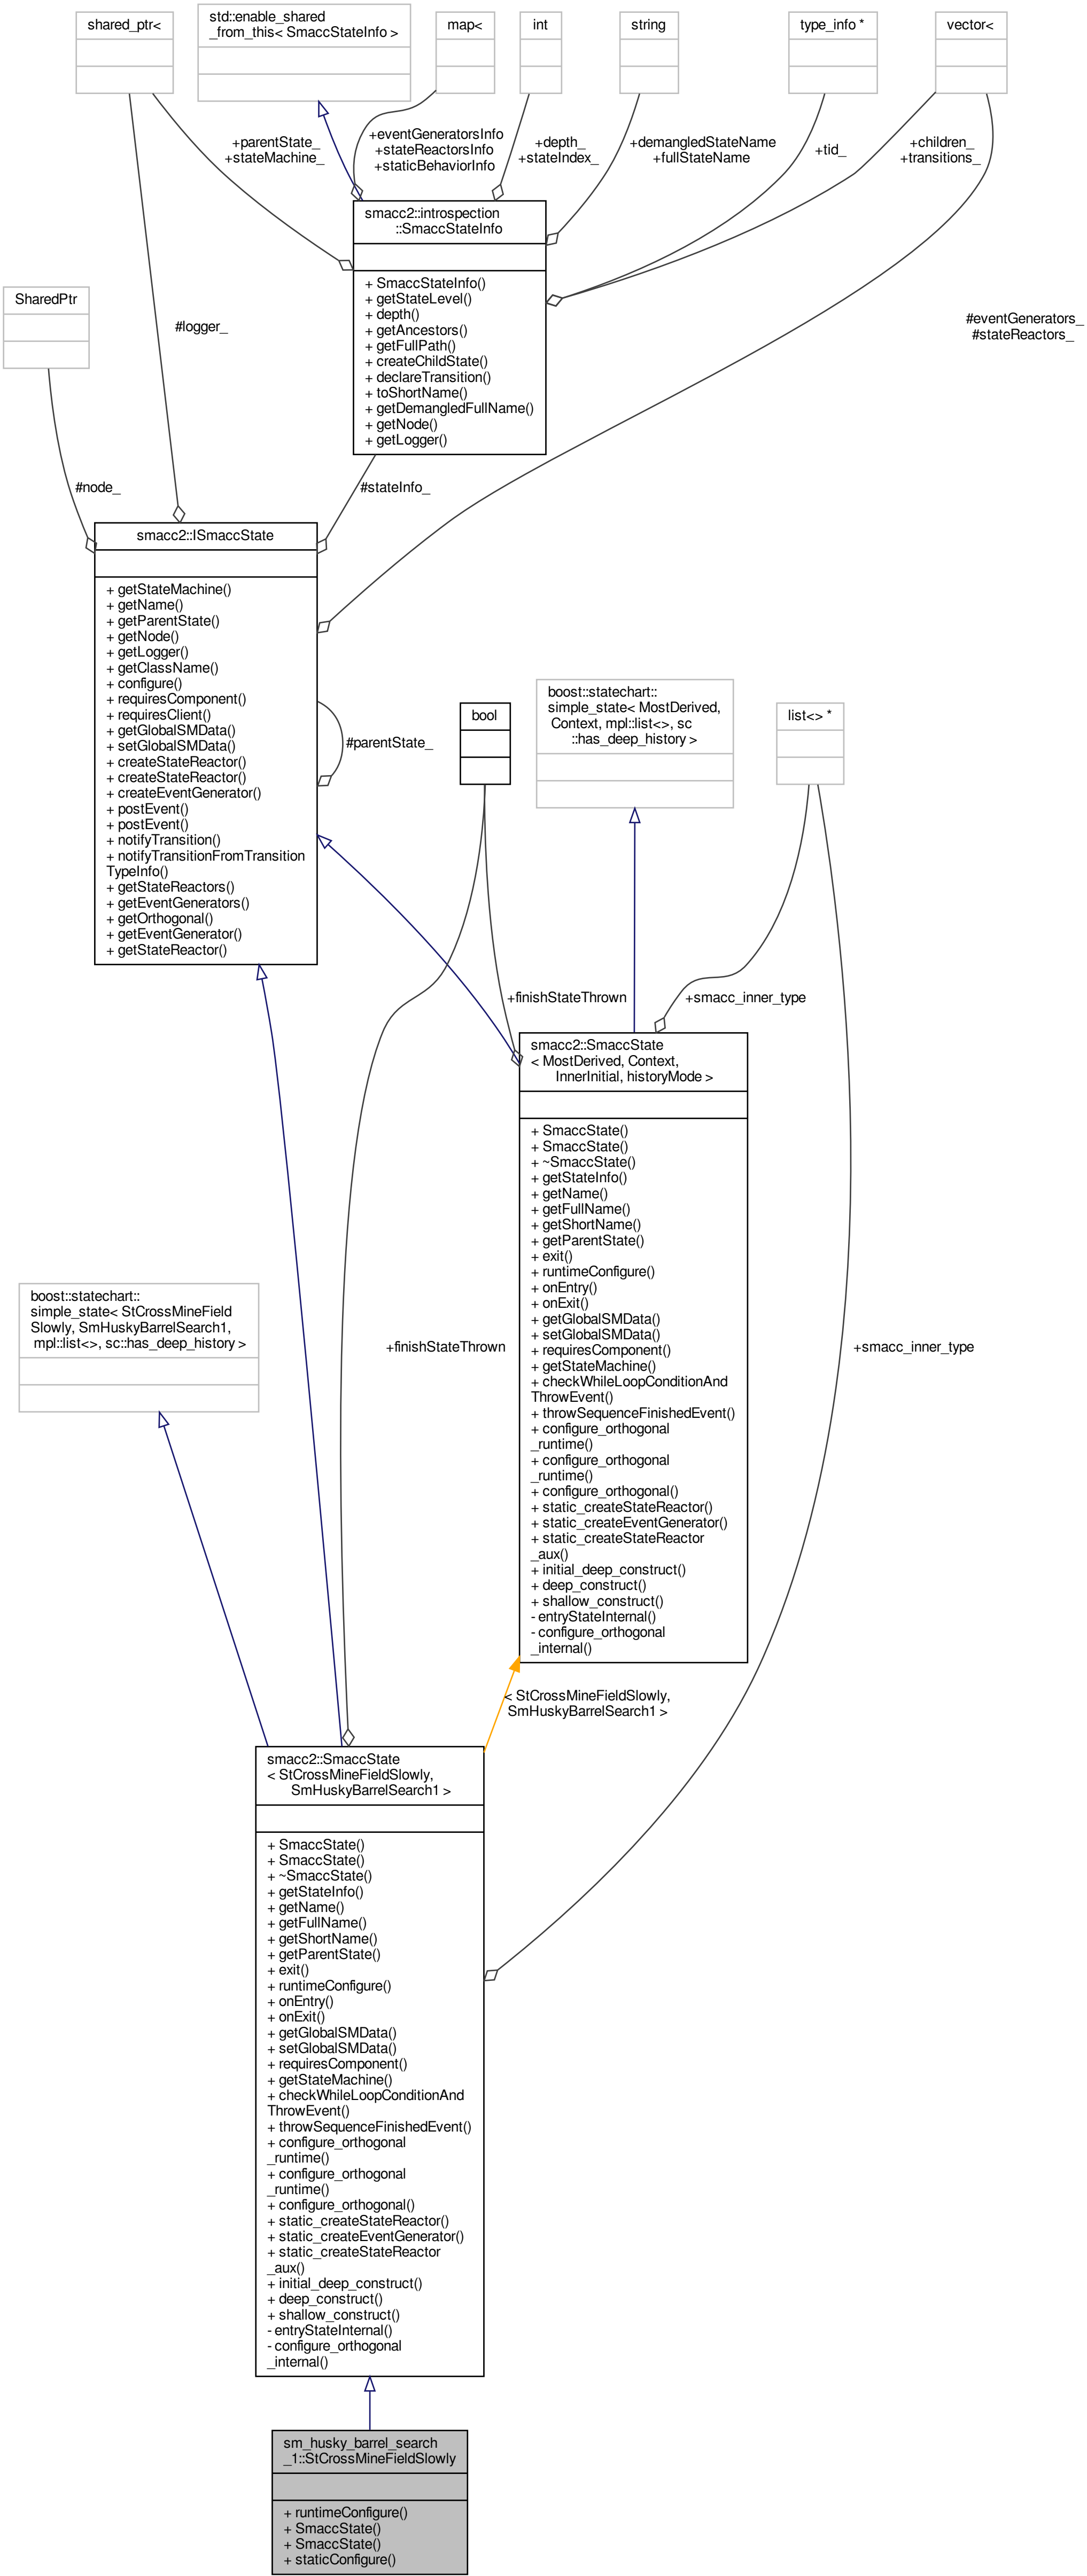 shared_ptr<
std::enable_shared
_from_this< SmaccStateInfo >
map<
int
string
type_info *
vector<
+parentState_
+stateMachine_
+eventGeneratorsInfo
+stateReactorsInfo
+staticBehaviorInfo
+depth_
+stateIndex_
+demangledStateName
+fullStateName
+tid_
+children_
+transitions_
smacc2::introspection
::SmaccStateInfo
+ SmaccStateInfo()
+ getStateLevel()
+ depth()
+ getAncestors()
+ getFullPath()
+ createChildState()
+ declareTransition()
+ toShortName()
+ getDemangledFullName()
+ getNode()
+ getLogger()
SharedPtr
#logger_
#eventGenerators_
#stateReactors_
#node_
#stateInfo_
smacc2::ISmaccState
+ getStateMachine()
+ getName()
+ getParentState()
+ getNode()
+ getLogger()
+ getClassName()
+ configure()
+ requiresComponent()
+ requiresClient()
+ getGlobalSMData()
+ setGlobalSMData()
+ createStateReactor()
+ createStateReactor()
+ createEventGenerator()
+ postEvent()
+ postEvent()
+ notifyTransition()
+ notifyTransitionFromTransition
TypeInfo()
+ getStateReactors()
+ getEventGenerators()
+ getOrthogonal()
+ getEventGenerator()
+ getStateReactor()
#parentState_
bool
boost::statechart::
simple_state< MostDerived,
Context, mpl::list<>, sc
::has_deep_history >
list<> *
+finishStateThrown
+smacc_inner_type
smacc2::SmaccState
< MostDerived, Context,
InnerInitial, historyMode >
+ SmaccState()
+ SmaccState()
+ ~SmaccState()
+ getStateInfo()
+ getName()
+ getFullName()
+ getShortName()
+ getParentState()
+ exit()
+ runtimeConfigure()
+ onEntry()
+ onExit()
+ getGlobalSMData()
+ setGlobalSMData()
+ requiresComponent()
+ getStateMachine()
+ checkWhileLoopConditionAnd
ThrowEvent()
+ throwSequenceFinishedEvent()
+ configure_orthogonal
_runtime()
+ configure_orthogonal
_runtime()
+ configure_orthogonal()
+ static_createStateReactor()
+ static_createEventGenerator()
+ static_createStateReactor
_aux()
+ initial_deep_construct()
+ deep_construct()
+ shallow_construct()
- entryStateInternal()
- configure_orthogonal
_internal()
boost::statechart::
simple_state< StCrossMineField
Slowly, SmHuskyBarrelSearch1,
mpl::list<>, sc::has_deep_history >
+finishStateThrown
+smacc_inner_type
< StCrossMineFieldSlowly,
SmHuskyBarrelSearch1 >
smacc2::SmaccState
< StCrossMineFieldSlowly,
SmHuskyBarrelSearch1 >
+ SmaccState()
+ SmaccState()
+ ~SmaccState()
+ getStateInfo()
+ getName()
+ getFullName()
+ getShortName()
+ getParentState()
+ exit()
+ runtimeConfigure()
+ onEntry()
+ onExit()
+ getGlobalSMData()
+ setGlobalSMData()
+ requiresComponent()
+ getStateMachine()
+ checkWhileLoopConditionAnd
ThrowEvent()
+ throwSequenceFinishedEvent()
+ configure_orthogonal
_runtime()
+ configure_orthogonal
_runtime()
+ configure_orthogonal()
+ static_createStateReactor()
+ static_createEventGenerator()
+ static_createStateReactor
_aux()
+ initial_deep_construct()
+ deep_construct()
+ shallow_construct()
- entryStateInternal()
- configure_orthogonal
_internal()
sm_husky_barrel_search
_1::StCrossMineFieldSlowly
+ runtimeConfigure()
+ SmaccState()
+ SmaccState()
+ staticConfigure()